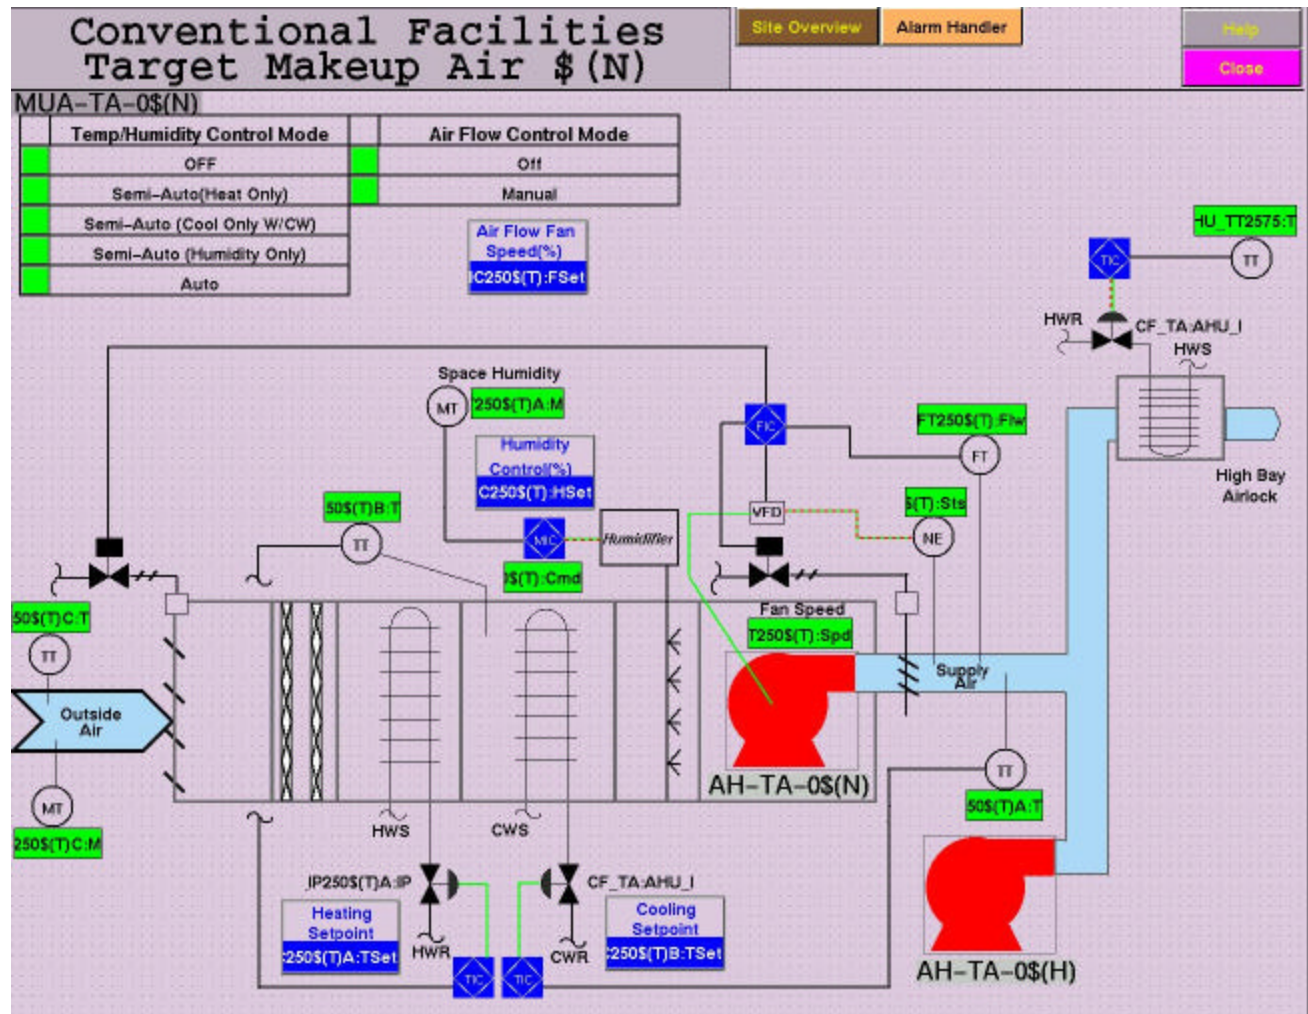 Conventional Facilities
Target Makeup Air $(N)
Site Overview
Alarm Handler
Help
Close
MUA-TA-0$(N)
Temp/Humidity Control Mode
Air Flow Control Mode
OFF
Off
Semi-Auto(Heat Only)
Manual
Semi-Auto (Cool Only W/CW)
Semi-Auto (Humidity Only)
Auto
Air Flow Fan
Speed(%)
IC250$(T):FSet
HU_TT2575:T
TIC
TT
HWR
CF_TA:AHU_I
HWS
High Bay
Airlock
Space Humidity
MT
250$(T)A:M
FIC
FT250$(T):Flw
FT
Humidity
Control(%)
C250$(T):HSet
50$(T)B:T
TT
MIC
Humidifier
$(T):Cmd
VFD
$(T):Sts
NE
Fan Speed
T250$(T):Spd
50$(T)C:T
TT
Outside
Air
MT
250$(T)C:M
Supply
Air
AH-TA-0$(N)
TT
50$(T)A:T
HWS
CWS
IP250$(T)A:IP
CF_TA:AHU_I
Heating
Setpoint
C250$(T)A:TSet
HWR
TIC
TIC
CWR
Cooling
Setpoint
C250$(T)B:TSet
AH-TA-0$(H)